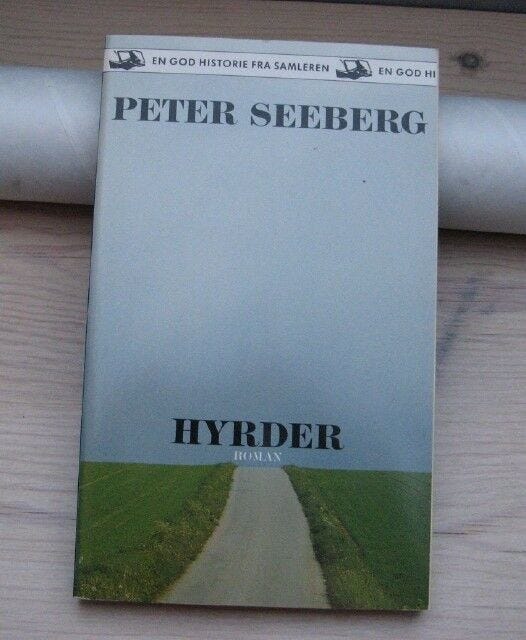 EN GOD HISTORIE FRA SAMLEREN EN GOD HI
PETER SEEBERG
HYRDER
ROMAN